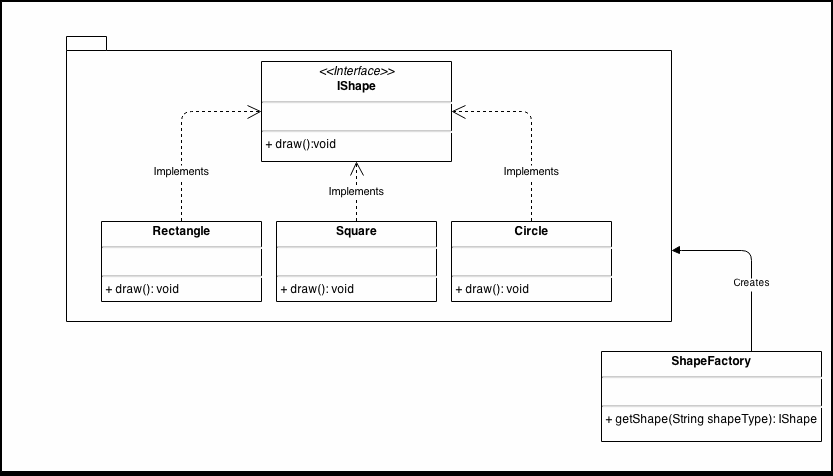 <<Interface>>
IShape
+ draw():void
Implements
Implements
Implements
Rectangle
+ draw(): void
Square
+ draw(): void
Circle
+ draw(): void
Creates
ShapeFactory
+ getShape(String shapeType): IShape